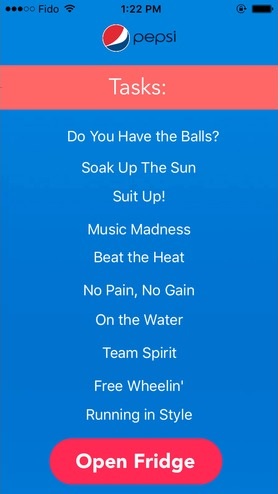 Fido 1:22 PM
pepsi
Tasks:
Do You Have the Balls?
Soak Up The Sun
Suit Up!
Music Madness
Beat the Heat
No Pain, No Gain
On the Water
Team Spirit
Free Wheelin'
Running in Style
Open Fridge